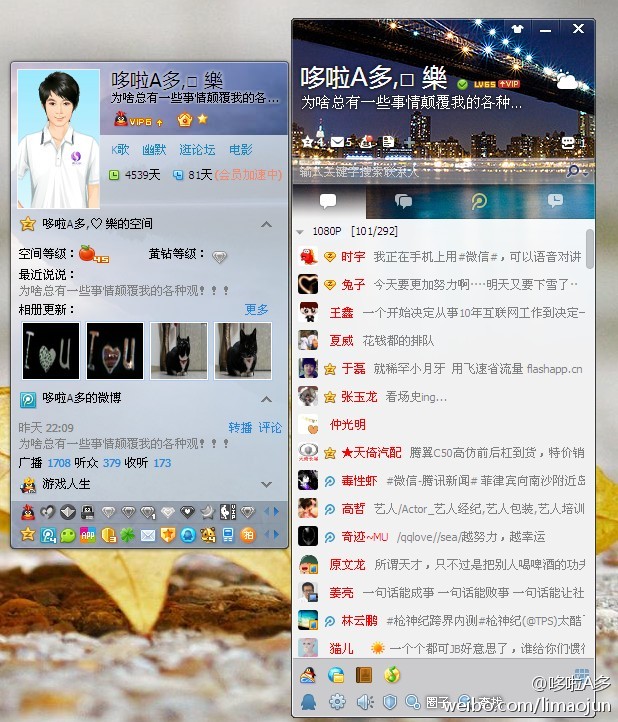 哆啦A多,□ 樂
为啥总有一些事情颠覆我的各...
VIP6
K歌 幽默 逛论坛 电影
4539天 81天(会员加速中)
哆啦A多,♡ 樂的空间
空间等级： 45 黄钻等级：
最近说说：
为啥总有一些事情颠覆我的各种观！！！
相册更新： 更多
I U I U
哆啦A多的微博
昨天 22:09 转播 评论
为啥总有一些事情颠覆我的各种观！！！
广播 1708 听众 379 收听 173
游戏人生
哆啦A多,□ 樂 LV65 VIP
为啥总有一些事情颠覆我的各种...
4 5 1
输入关键字搜索联系人
1080P [101/292]
时宇 我正在手机上用#微信#，可以语音对讲
兔子 今天要更加努力啊····明天又要下雪了··
王鑫 一个开始决定从事10年互联网工作到决定一
夏威 花钱都的排队
于磊 就稀罕小月牙 用飞速省流量 flashapp.cn
张玉龙 看场史ing...
仲光明
★天倚汽配 腾翼C50高仿前后杠到货，特价销
毒性虾 #微信-腾讯新闻# 菲律宾向南沙附近岛
高哲 艺人/Actor_艺人经纪,艺人包装,艺人培训
奇迹~MU /qqlove//sea/越努力，越幸运
原文龙 所谓天才，只不过是把别人喝啤酒的功夫
姜亮 一句话能成事 一句话能败事 一句话能让社
林云鹏 #枪神纪跨界内测#枪神纪(@TPS)太酷了
猫儿 一个个都可JB好意思了，谁给你们惯
圈子 查找
@哆啦A多
weibo.com/limaojun